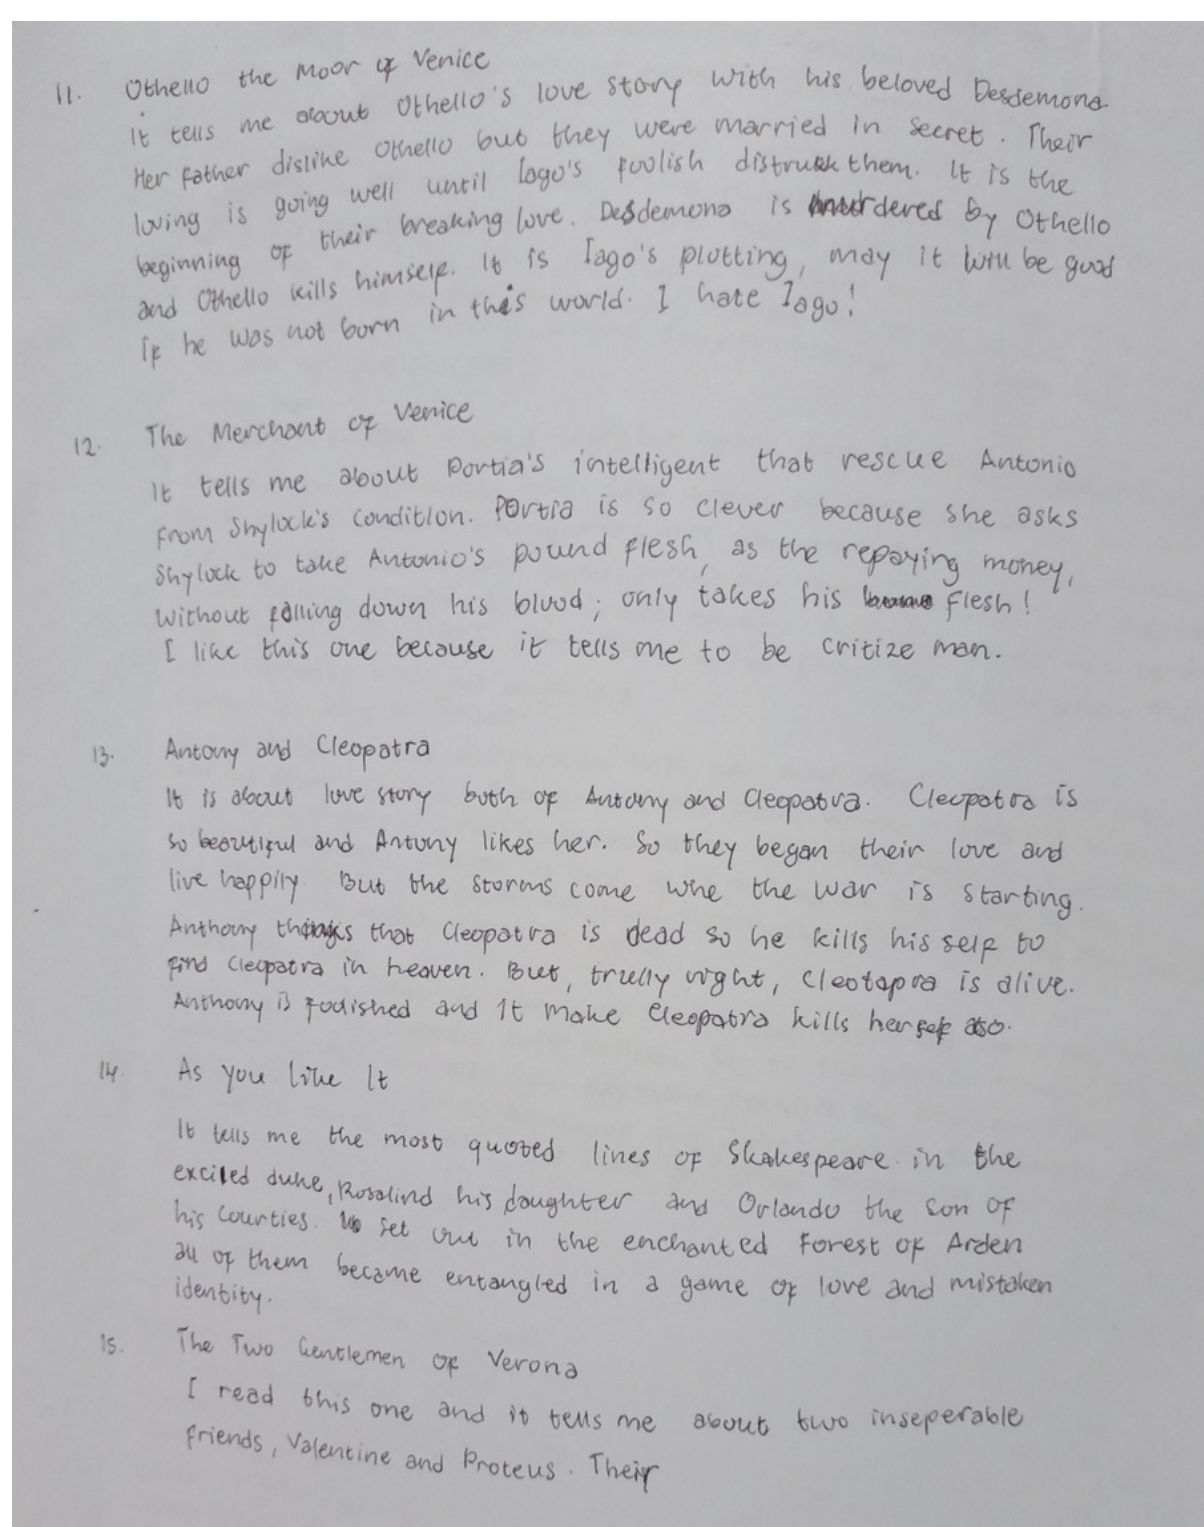 11. Othello the Moor of Venice
It tells me about Othello's love story with his beloved Desdemona
Her father dislike Othello but they were married in secret. Their
loving is going well until Iago's foolish distrust them. It is the
beginning of their breaking love. Desdemona is murdered by Othello
and Othello kills himself. It is Iago's plotting, may it will be good
If he was not born in this world. I hate Iago!
12. The Merchant of Venice
It tells me about Portia's intelligent that rescue Antonio
From Shylock's condition. Portia is so clever because she asks
Shylock to take Antonio's pound flesh, as the repaying money,
without falling down his blood; only takes his flesh!
I like this one because it tells me to be critize man.
13. Antony and Cleopatra
It is about love story both of Antony and Cleopatra. Cleopatra is
so beautiful and Antony likes her. So they began their love and
live happily. But the storms come whe the war is starting.
Anthony thinks that Cleopatra is dead so he kills his self to
find Cleopatra in heaven. But, truelly right, Cleotapra is alive.
Anthony is foolished and It make Cleopatra kills herself also.
14. As you like It
It tells me the most quoted lines of Skakespeare in the
exciled duke, Rosalind his daughter and Orlando the son of
his courties. set out in the enchanted Forest of Arden
all of them became entangled in a game of love and mistaken
identity.
15. The Two Gentlemen of Verona
I read this one and it tells me about two inseperable
friends, Valentine and Proteus. Their